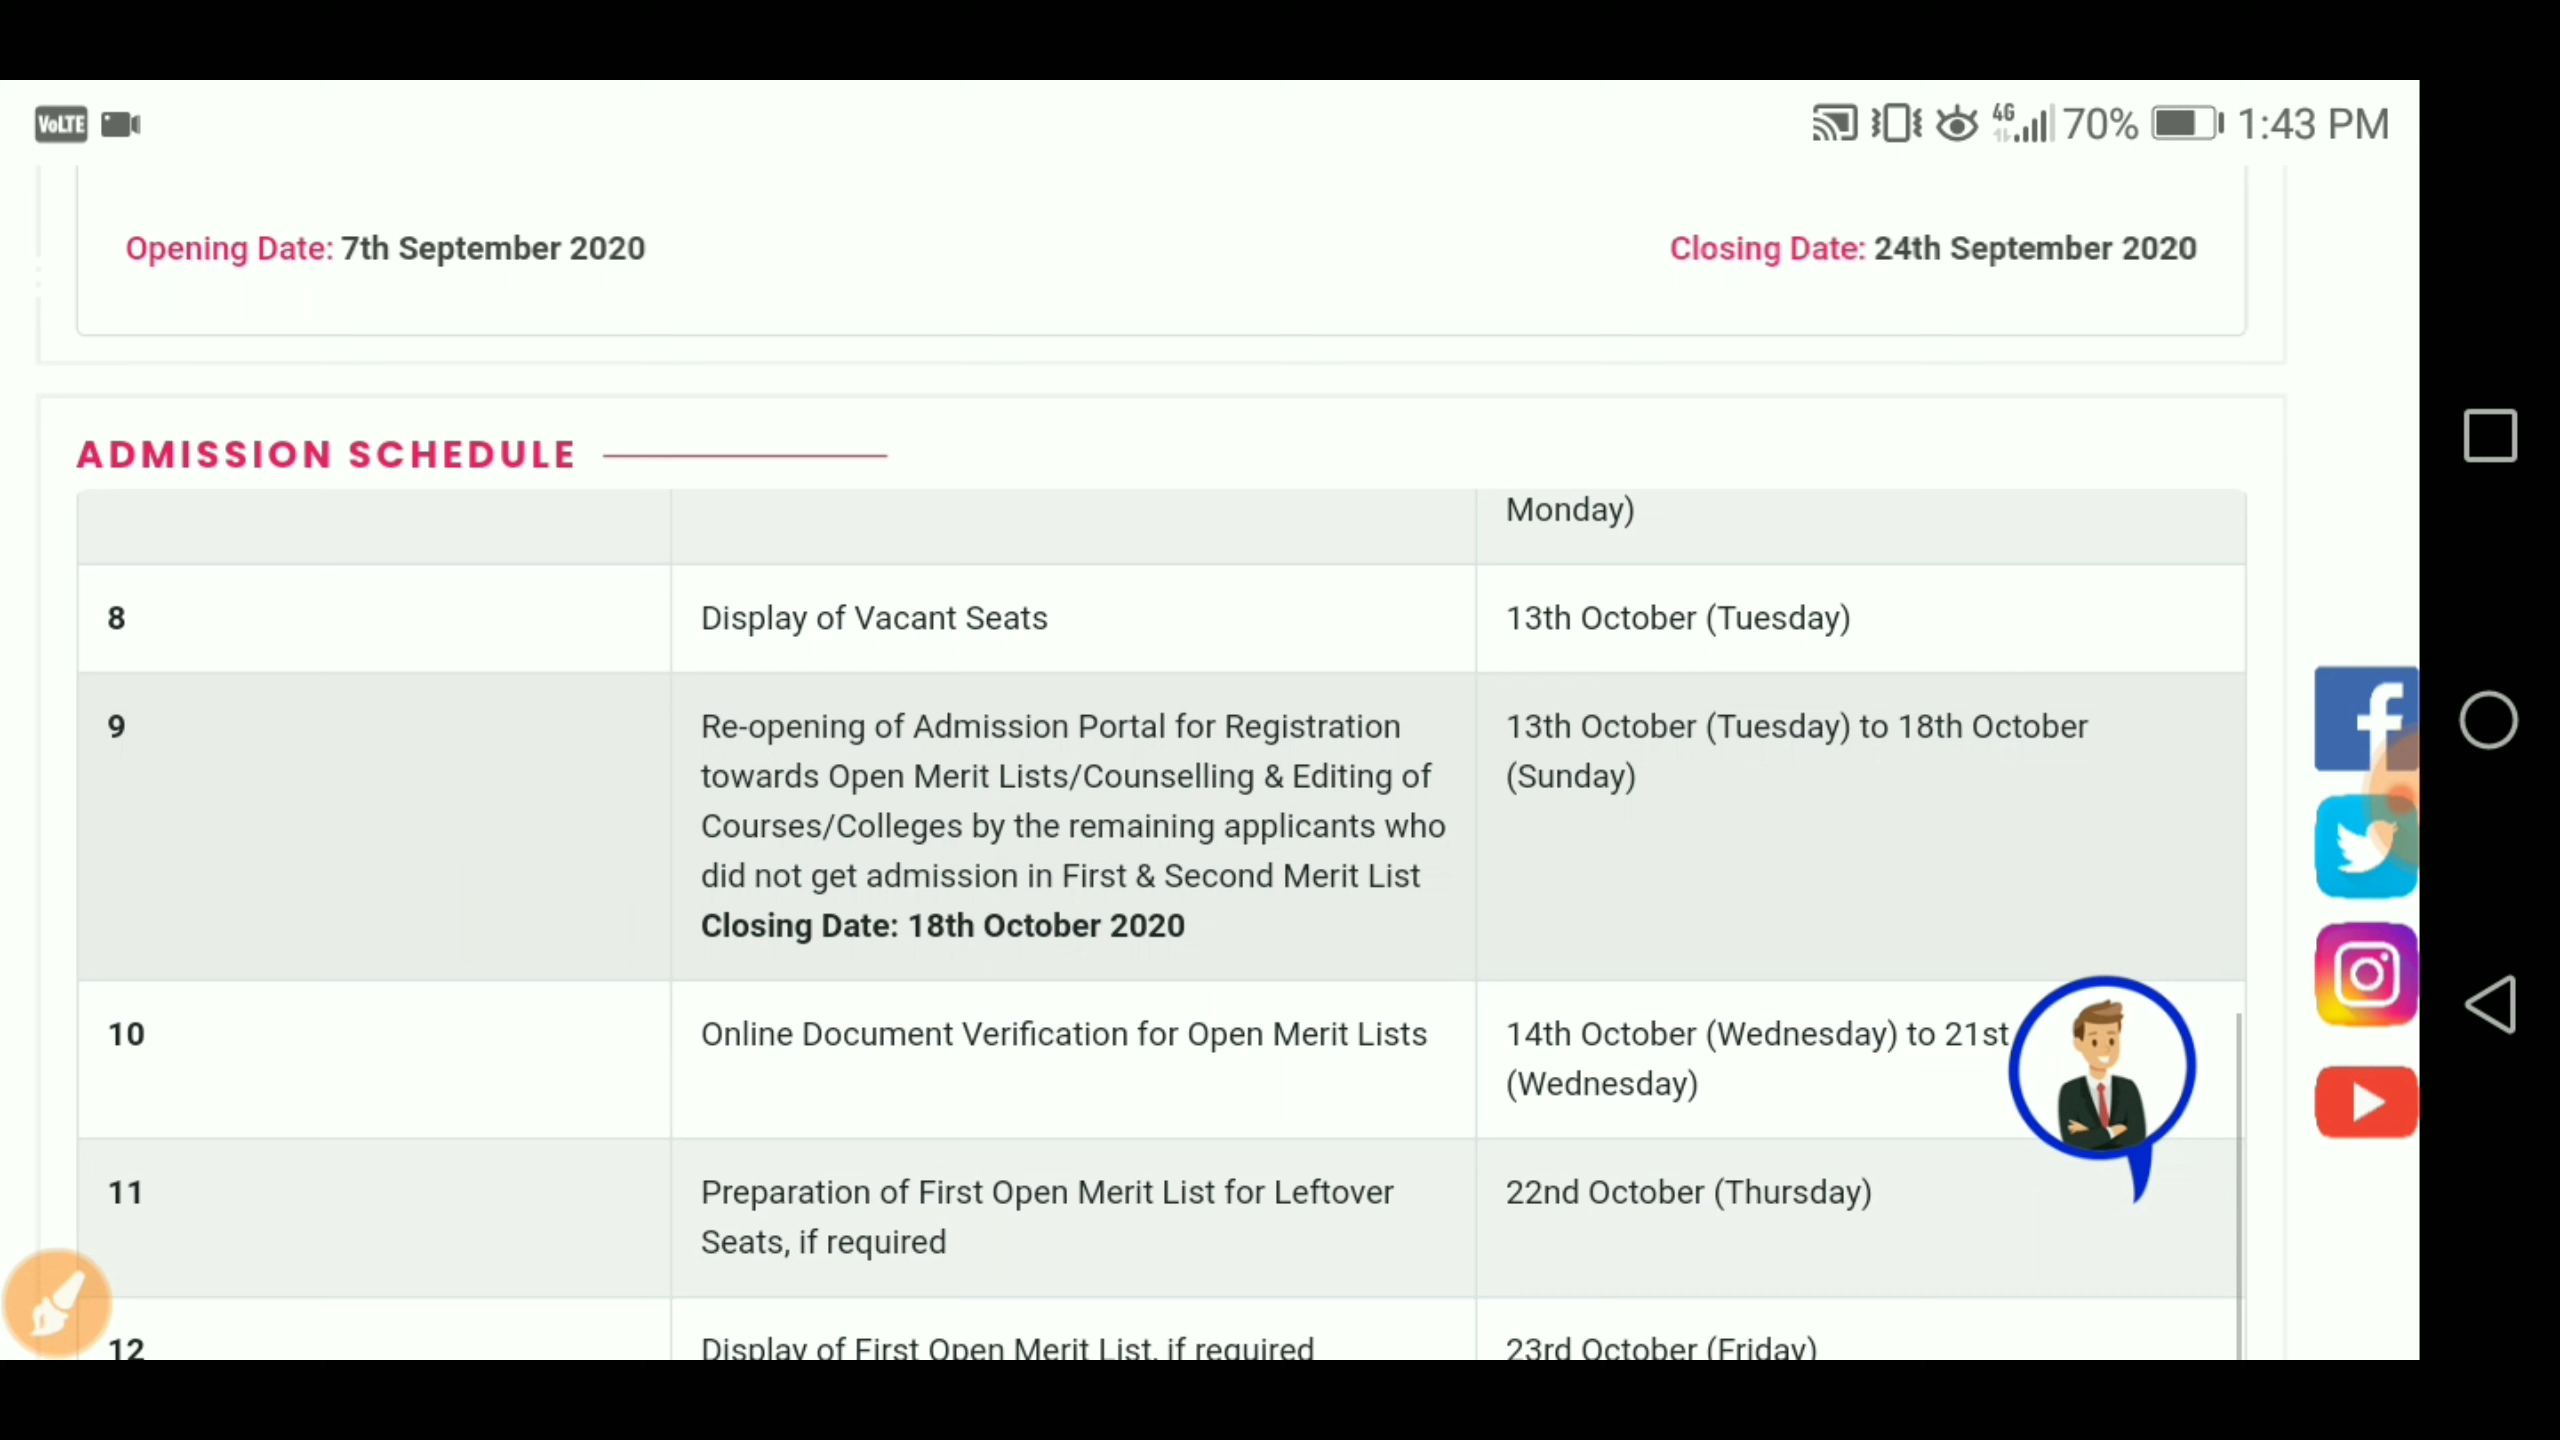 VoLTE
4G 70% 1:43 PM
Opening Date: 7th September 2020
Closing Date: 24th September 2020
ADMISSION SCHEDULE
Monday)
8
Display of Vacant Seats
13th October (Tuesday)
9
Re-opening of Admission Portal for Registration
towards Open Merit Lists/Counselling & Editing of
Courses/Colleges by the remaining applicants who
did not get admission in First & Second Merit List
Closing Date: 18th October 2020
13th October (Tuesday) to 18th October
(Sunday)
10
Online Document Verification for Open Merit Lists
14th October (Wednesday) to 21st
(Wednesday)
11
Preparation of First Open Merit List for Leftover
Seats, if required
22nd October (Thursday)
12
Display of First Open Merit List, if required
23rd October (Friday)